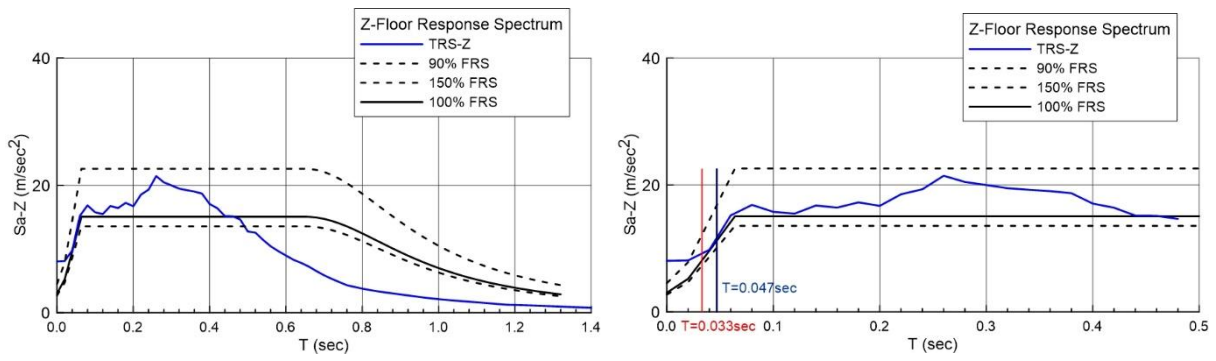 Z-Floor Response Spectrum
TRS-Z
90% FRS
150% FRS
100% FRS
40
20
0
Sa-Z (m/sec²)
0.0 0.2 0.4 0.6 0.8 1.0 1.2 1.4
T (sec)
Z-Floor Response Spectrum
TRS-Z
90% FRS
150% FRS
100% FRS
40
20
0
Sa-Z (m/sec²)
T=0.047sec
T=0.033sec
0.0 0.1 0.2 0.3 0.4 0.5
T (sec)